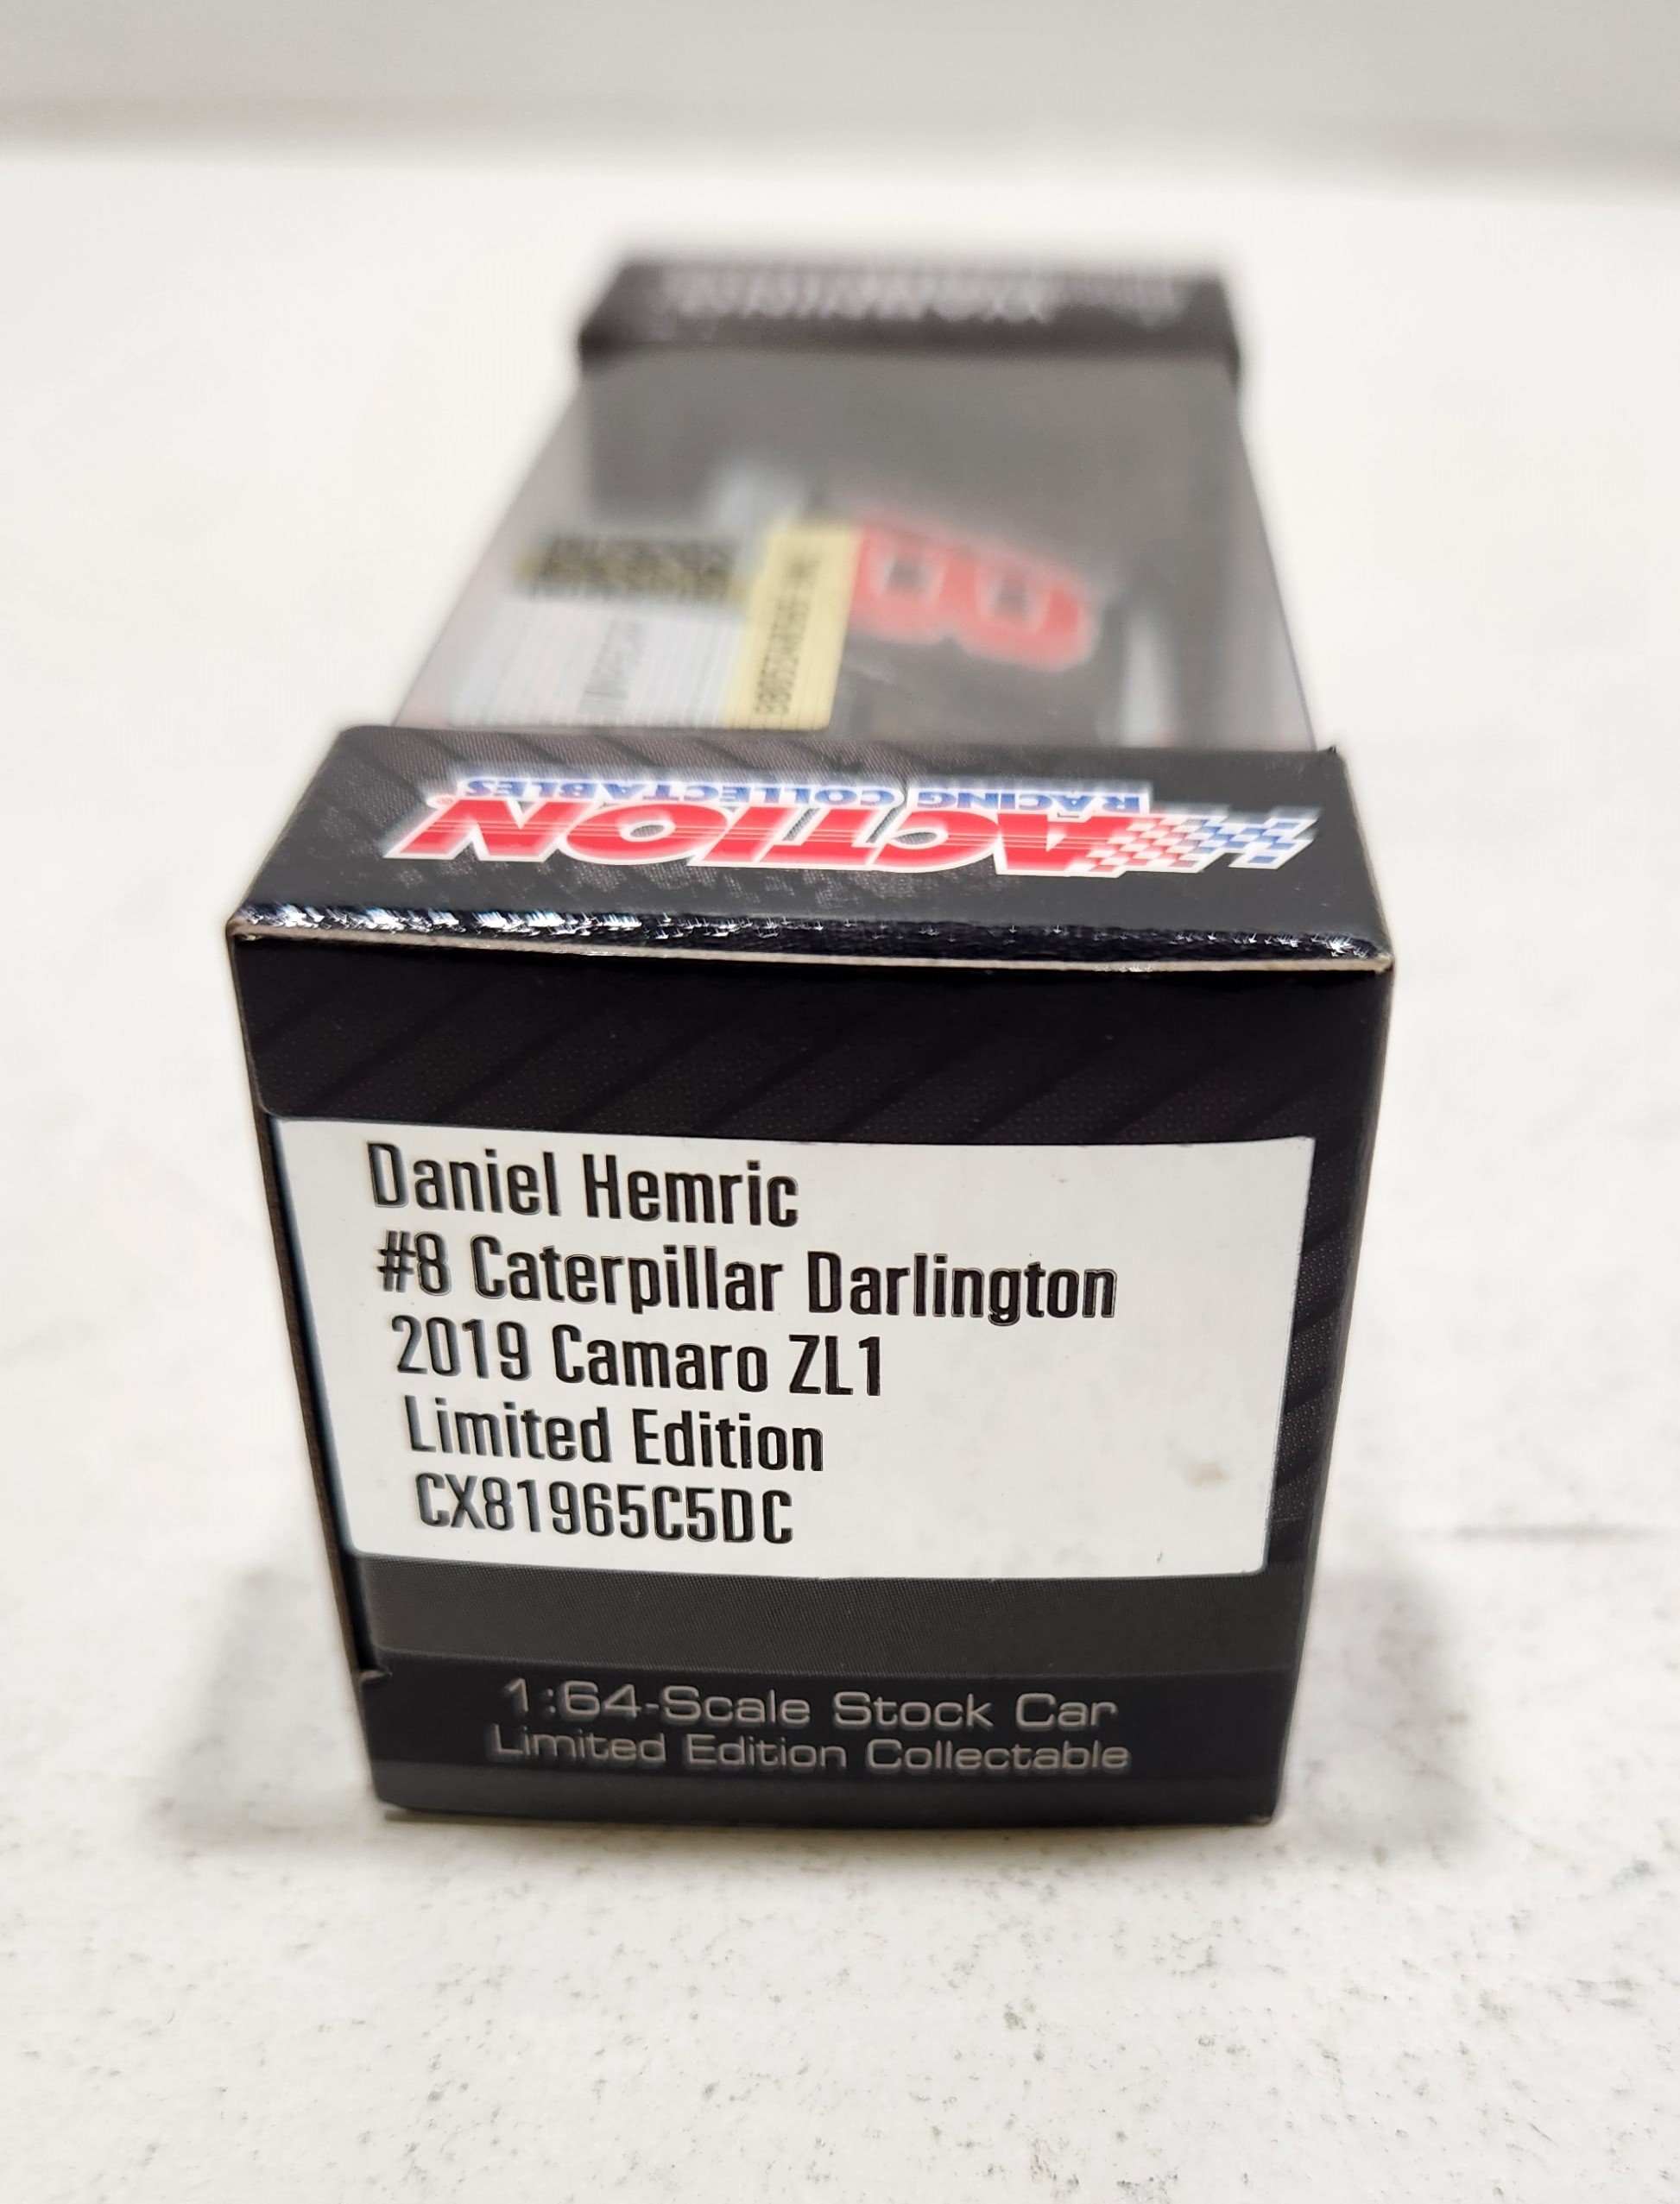 8
ACTION
RACING COLLECTABLES
Daniel Hemric
#8 Caterpillar Darlington
2019 Camaro ZL1
Limited Edition
CX81965C5DC
1:64-Scale Stock Car
Limited Edition Collectable